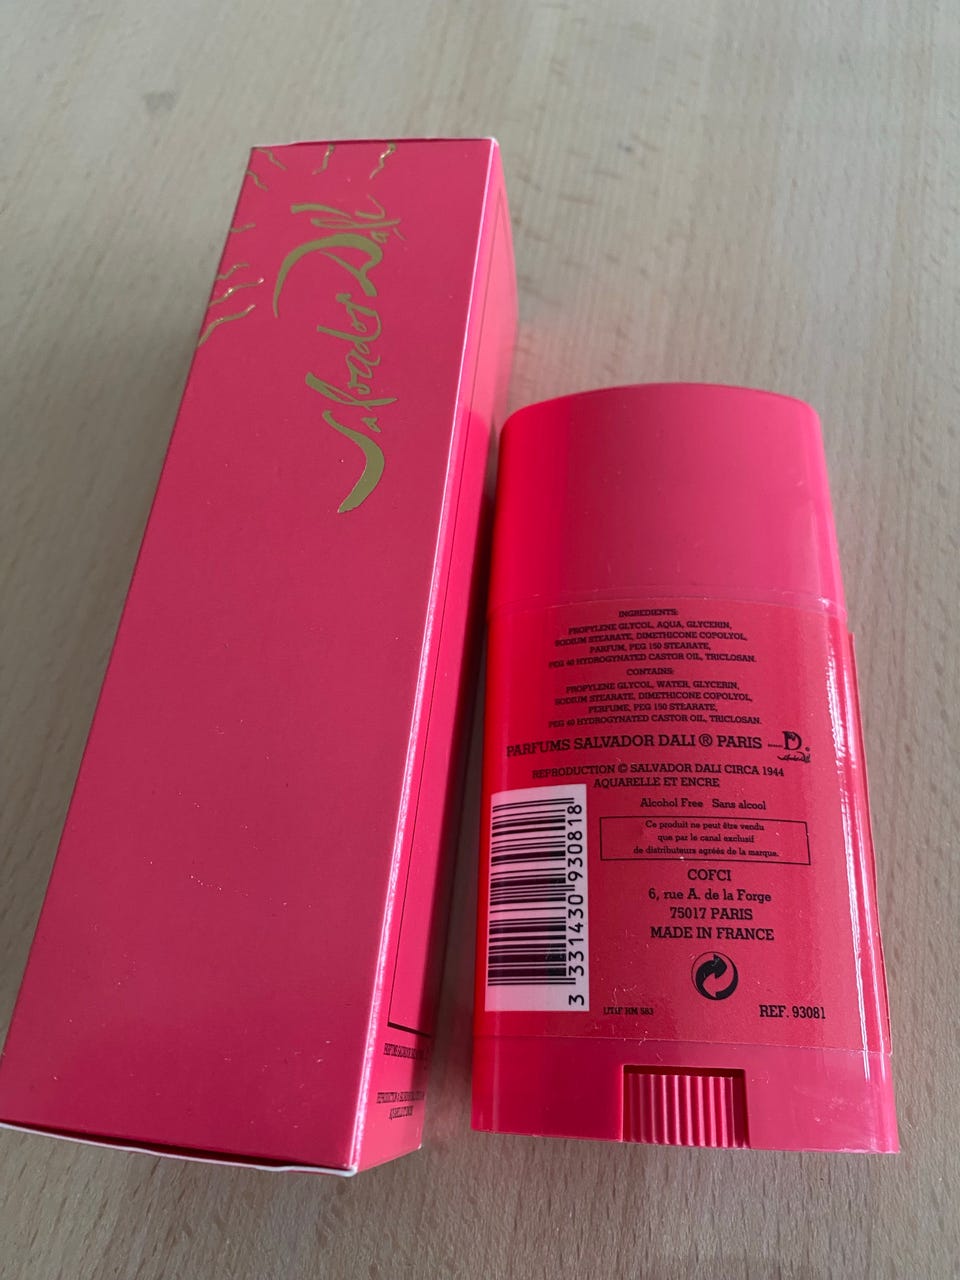 Salvador Dali
INGREDIENTS:
PROPYLENE GLYCOL, AQUA, GLYCERIN,
SODIUM STEARATE, DIMETHICONE COPOLYOL,
PARFUM, PEG 150 STEARATE,
PEG 40 HYDROGYNATED CASTOR OIL, TRICLOSAN.
CONTAINS:
PROPYLENE GLYCOL, WATER, GLYCERIN,
SODIUM STEARATE, DIMETHICONE COPOLYOL,
PERFUME, PEG 150 STEARATE,
PEG 40 HYDROGYNATED CASTOR OIL, TRICLOSAN.
PARFUMS SALVADOR DALI ® PARIS
REPRODUCTION © SALVADOR DALI CIRCA 1944
AQUARELLE ET ENCRE
Alcohol Free Sans alcool
Ce produit ne peut être vendu
que par le canal exclusif
de distributeurs agréés de la marque.
COFCI
6, rue A. de la Forge
75017 PARIS
MADE IN FRANCE
3 331430 930818
REF. 93081